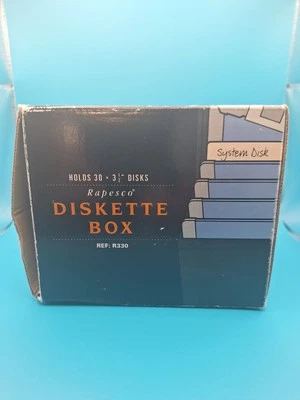 System Disk
HOLDS 30 • 3½" DISKS
Rapesco®
DISKETTE
BOX
REF: R330